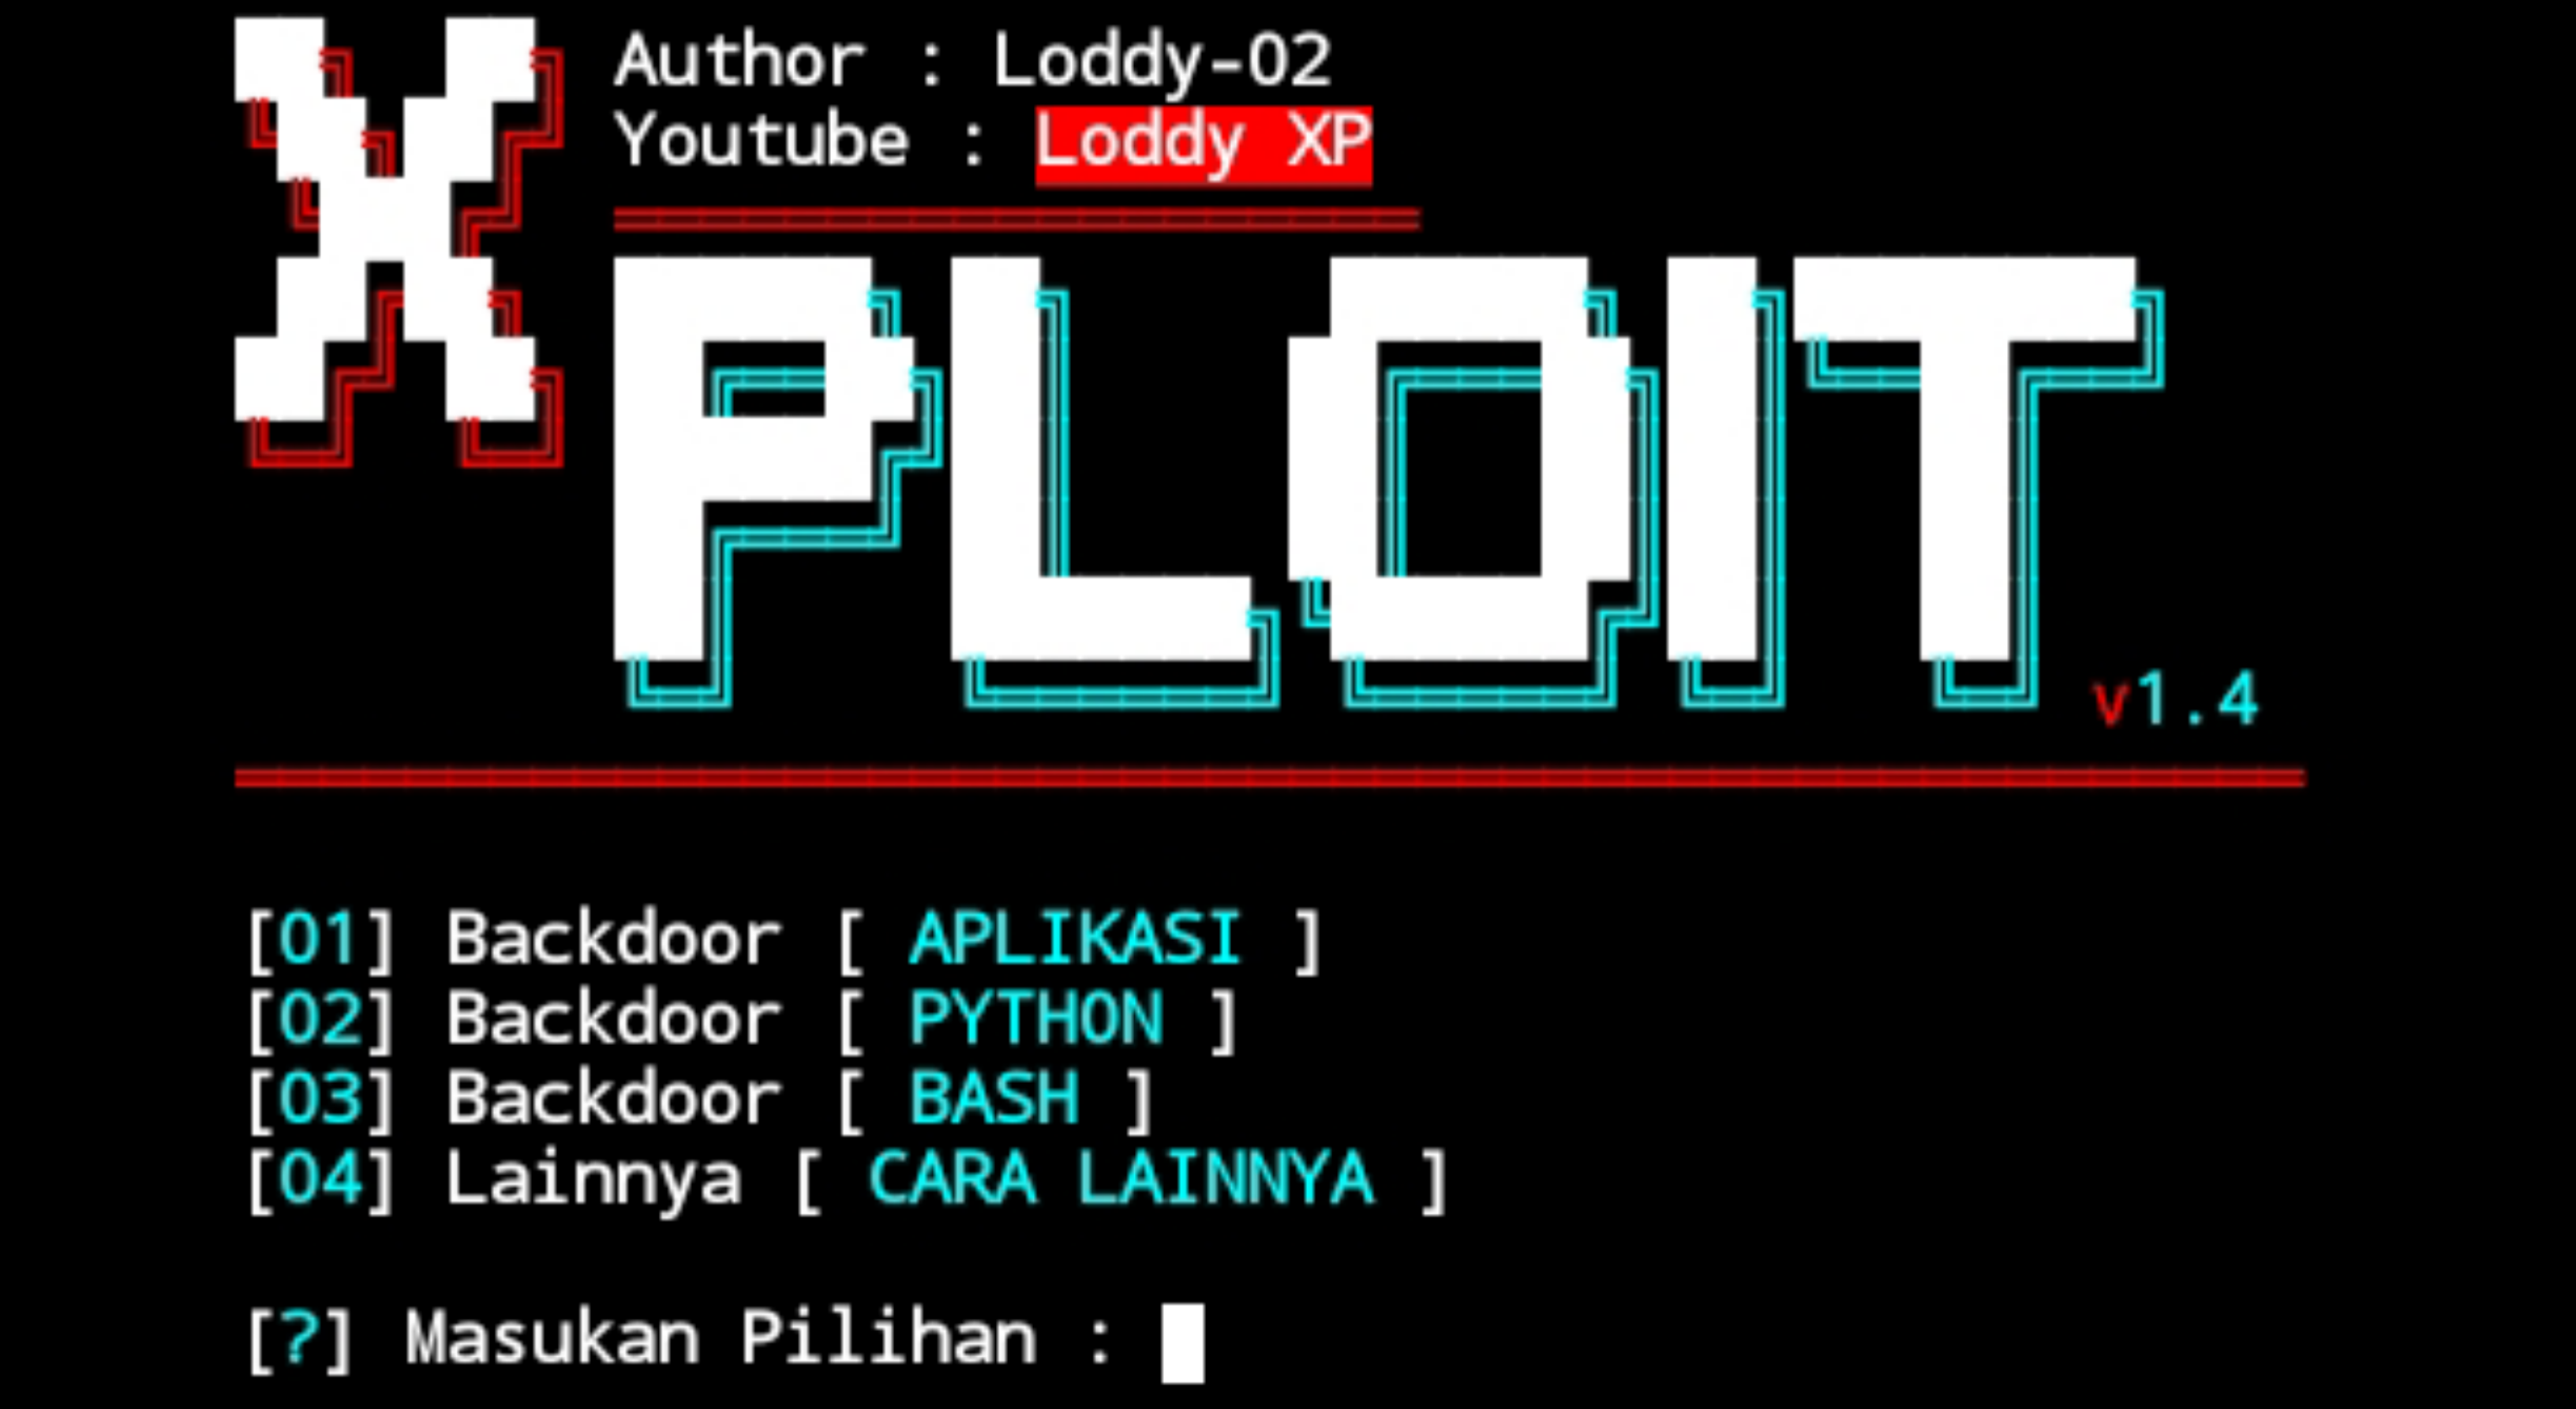 Author : Loddy-02
Youtube : Loddy XP
XPLOIT
v1.4
[01] Backdoor [ APLIKASI ]
[02] Backdoor [ PYTHON ]
[03] Backdoor [ BASH ]
[04] Lainnya [ CARA LAINNYA ]
[?] Masukan Pilihan :